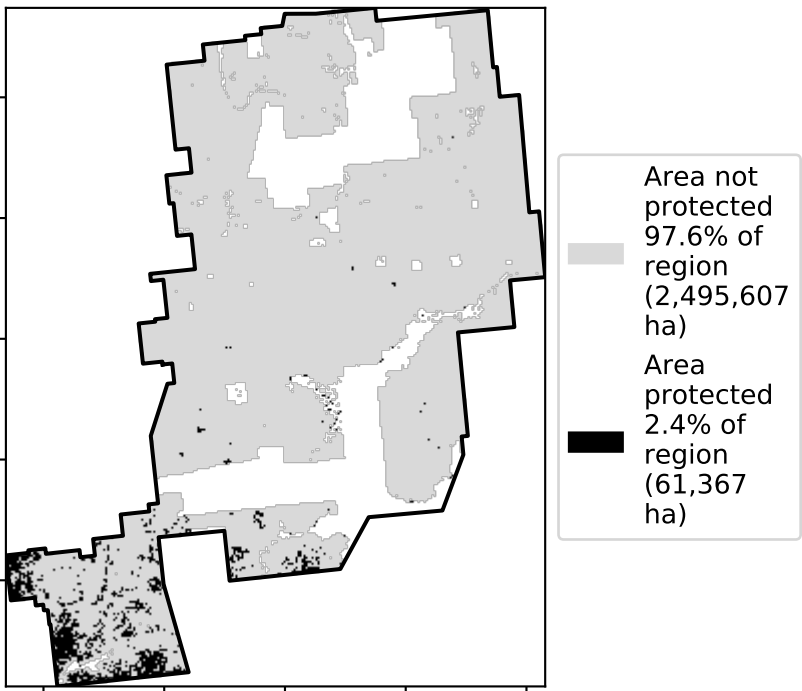 Area not
protected
97.6% of
region
(2,495,607
ha)
Area
protected
2.4% of
region
(61,367
ha)